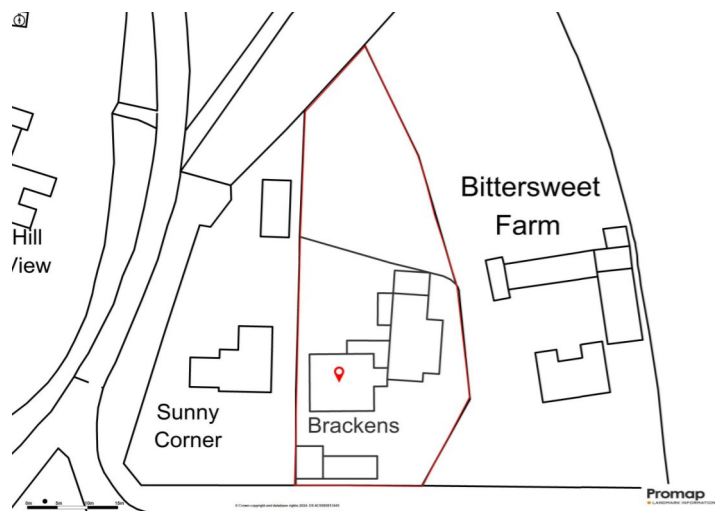 Bittersweet
Farm
Hill
View
Sunny
Corner
Brackens
0m 5m 10m 15m
Promap
LANDMARK INFORMATION